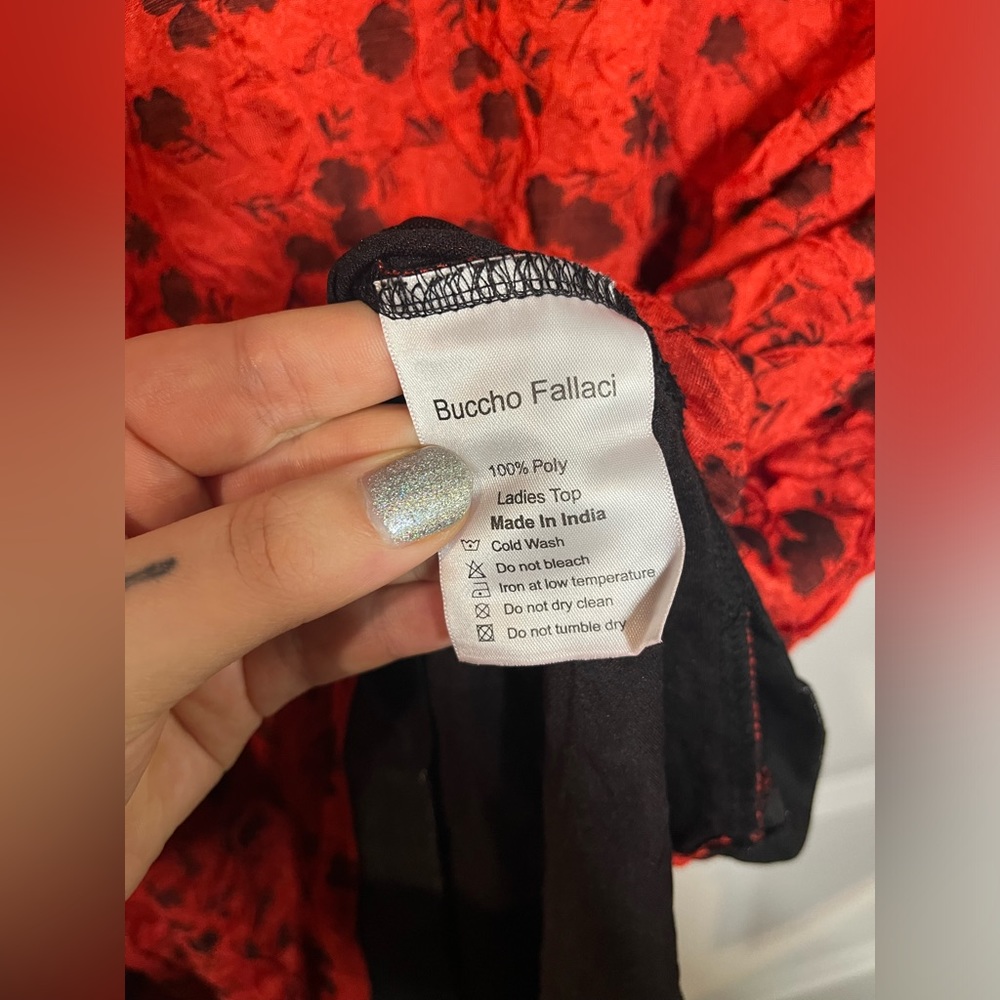 Buccho Fallaci
100% Poly
Ladies Top
Made In India
Cold Wash
Do not bleach
Iron at low temperature
Do not dry clean
Do not tumble dry